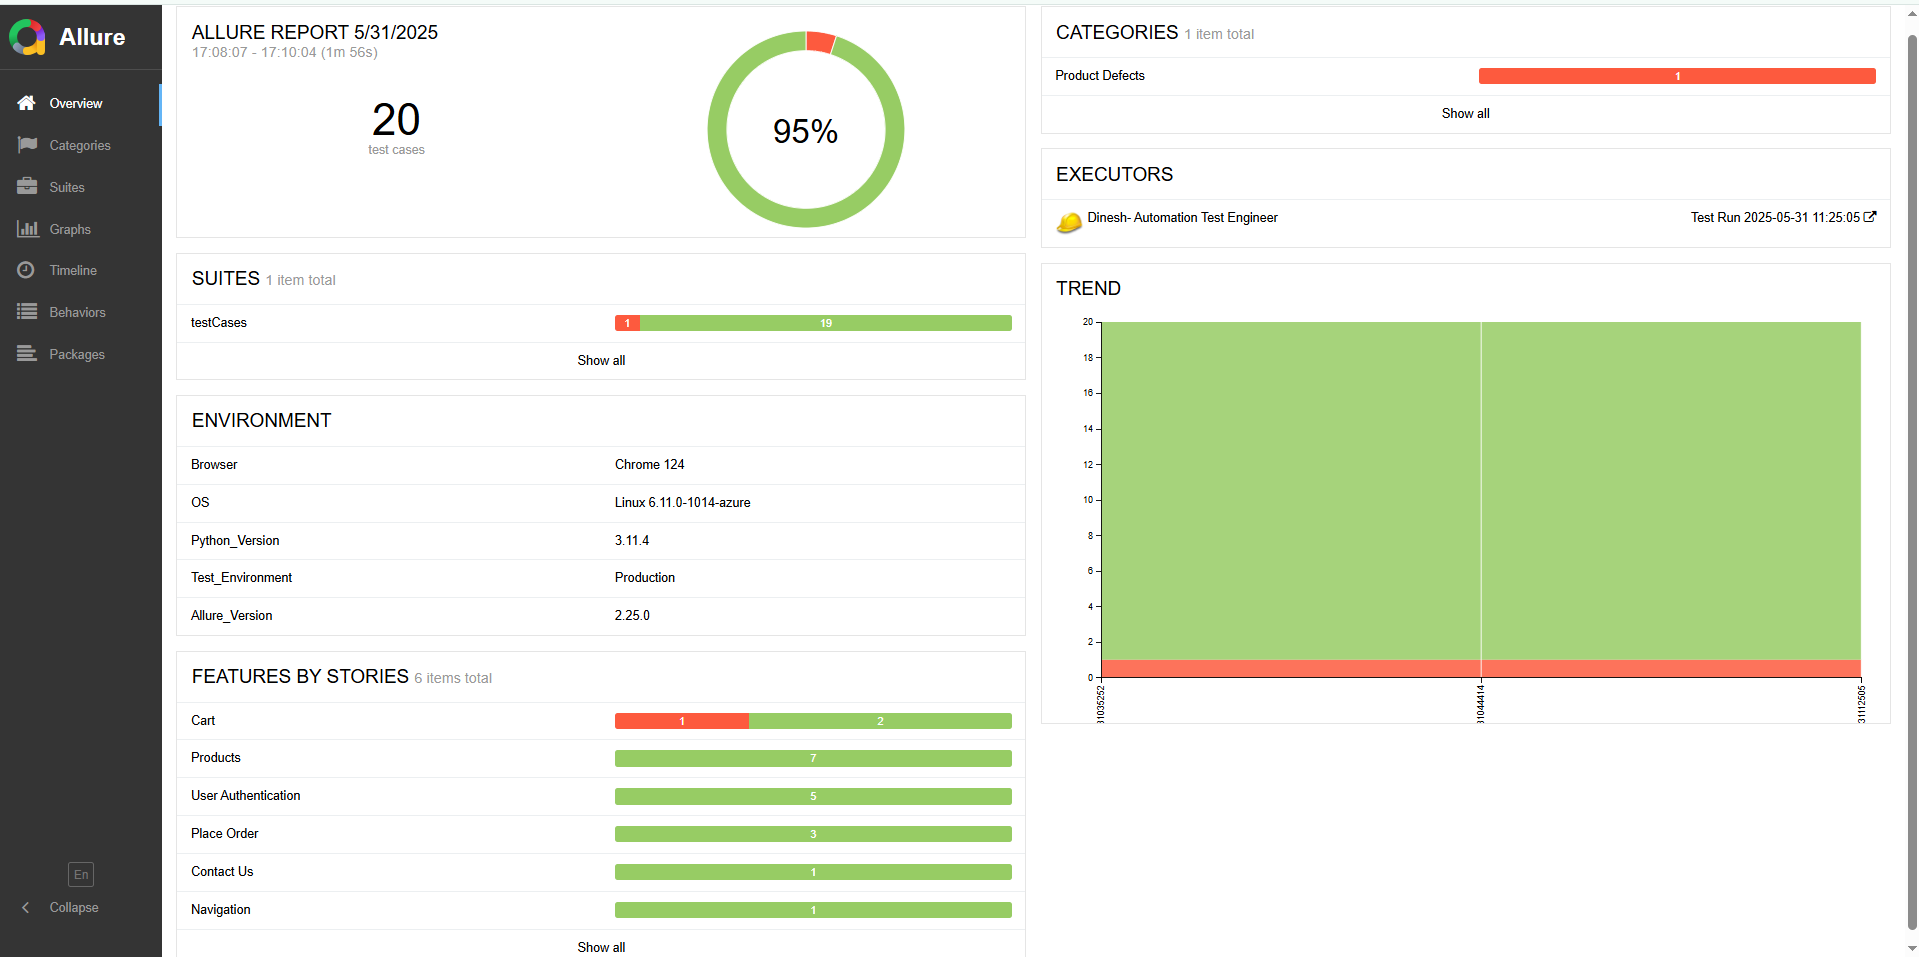 Allure
Overview
Categories
Suites
Graphs
Timeline
Behaviors
Packages
En
Collapse
ALLURE REPORT 5/31/2025
17:08:07 - 17:10:04 (1m 56s)
20
test cases
95%
SUITES 1 item total
testCases 1 19
Show all
ENVIRONMENT
Browser Chrome 124
OS Linux 6.11.0-1014-azure
Python_Version 3.11.4
Test_Environment Production
Allure_Version 2.25.0
FEATURES BY STORIES 6 items total
Cart 1 2
Products 7
User Authentication 5
Place Order 3
Contact Us 1
Navigation 1
Show all
CATEGORIES 1 item total
Product Defects 1
Show all
EXECUTORS
Dinesh- Automation Test Engineer Test Run 2025-05-31 11:25:05
TREND
20
18
16
14
12
10
8
6
4
2
0
31035252
31044414
31112505